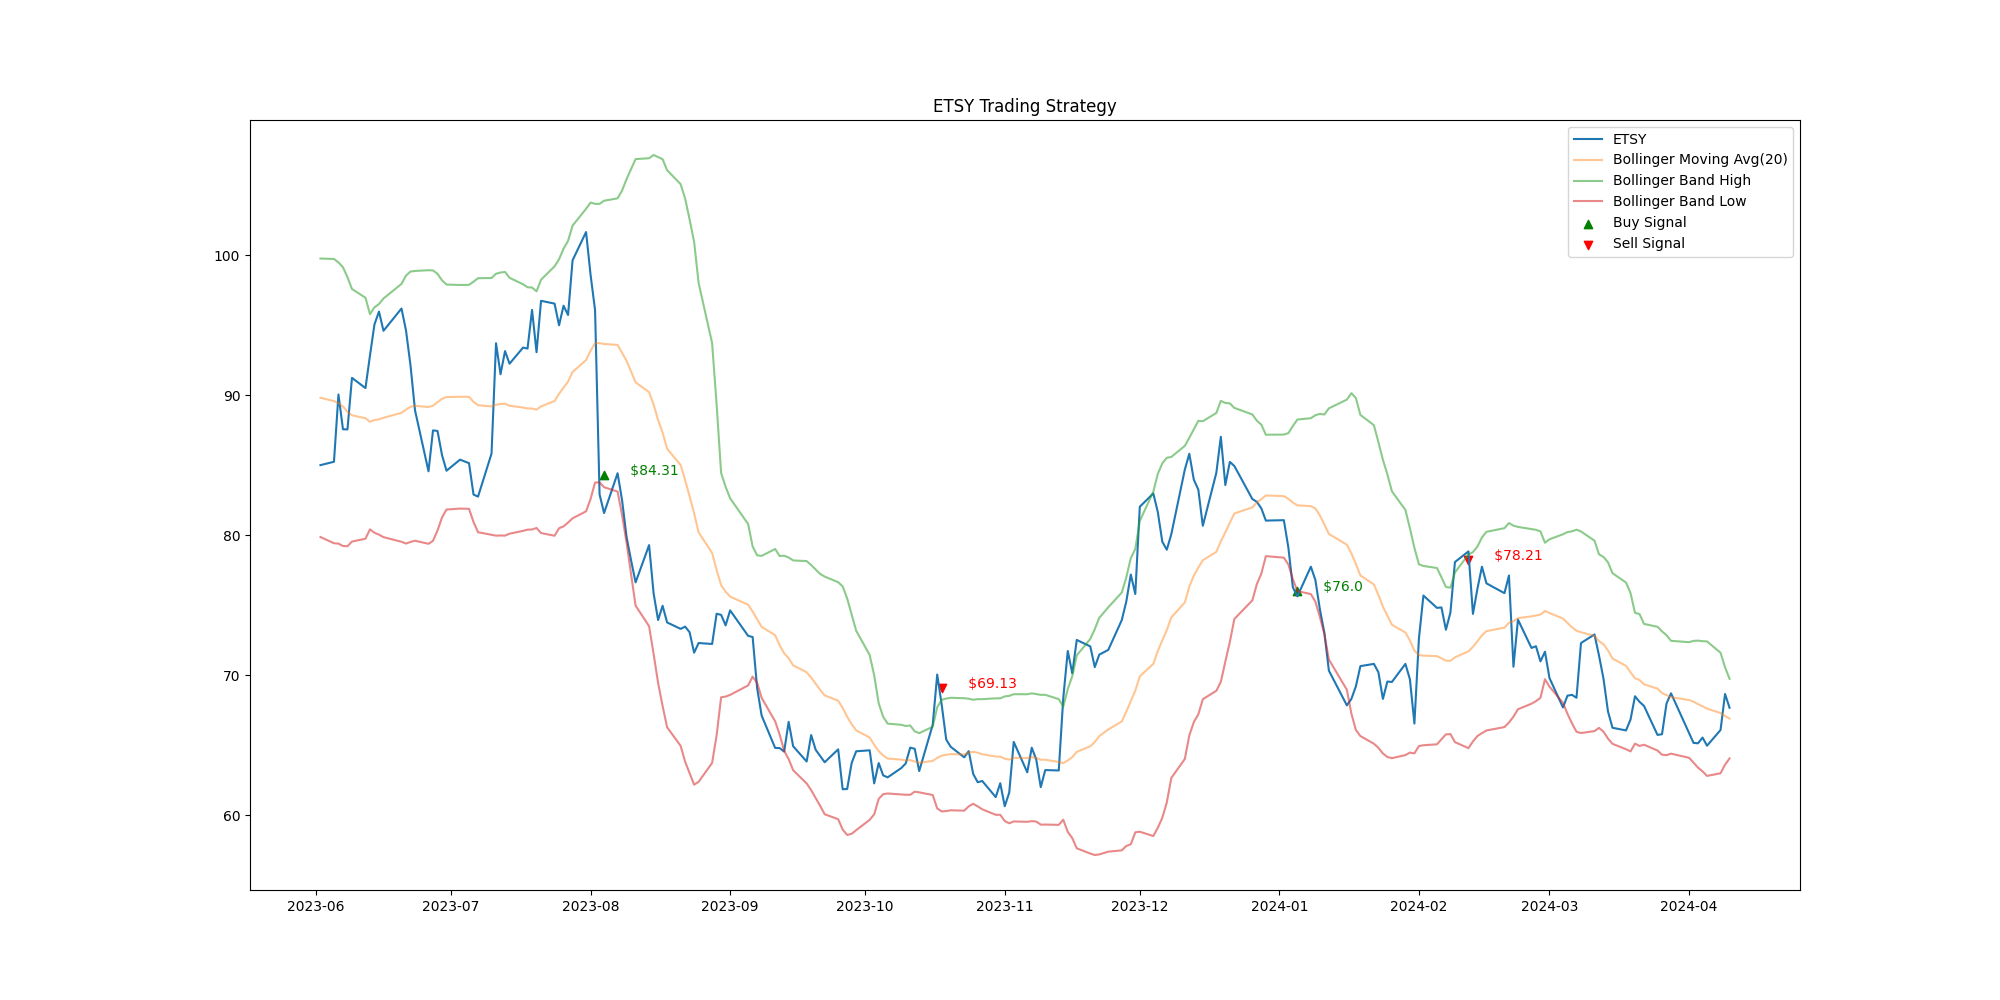 ETSY Trading Strategy
ETSY
Bollinger Moving Avg(20)
Bollinger Band High
Bollinger Band Low
Buy Signal
Sell Signal
100
90
80
70
60
$84.31
$69.13
$76.0
$78.21
2023-06
2023-07
2023-08
2023-09
2023-10
2023-11
2023-12
2024-01
2024-02
2024-03
2024-04